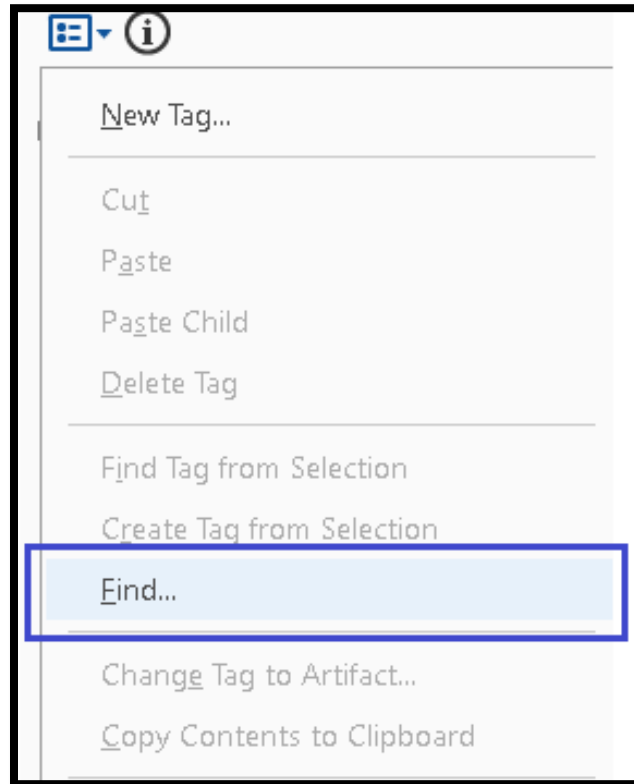 New Tag...
Cut
Paste
Paste Child
Delete Tag
Find Tag from Selection
Create Tag from Selection
Find...
Change Tag to Artifact...
Copy Contents to Clipboard